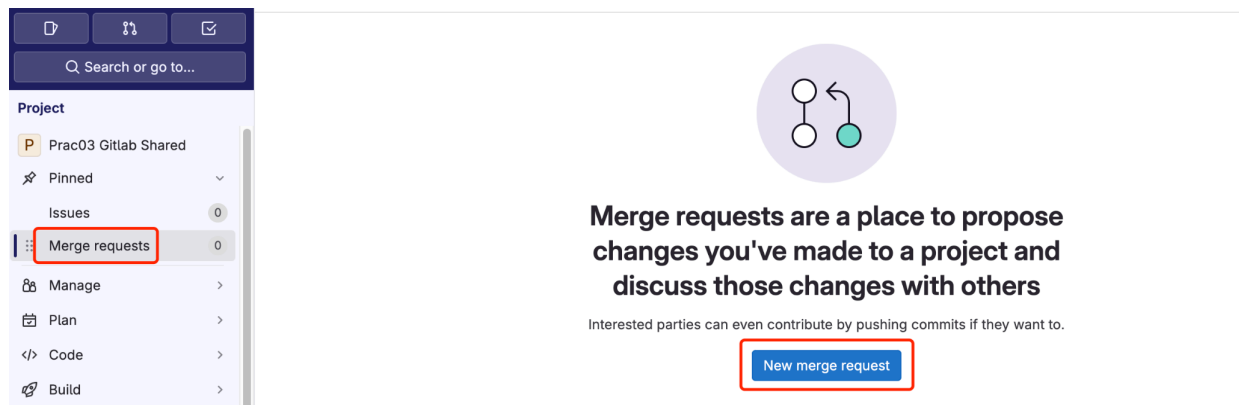 Search or go to...
Project
P Prac03 Gitlab Shared
Pinned
Issues 0
Merge requests 0
Manage
Plan
Code
Build
Merge requests are a place to propose
changes you've made to a project and
discuss those changes with others
Interested parties can even contribute by pushing commits if they want to.
New merge request